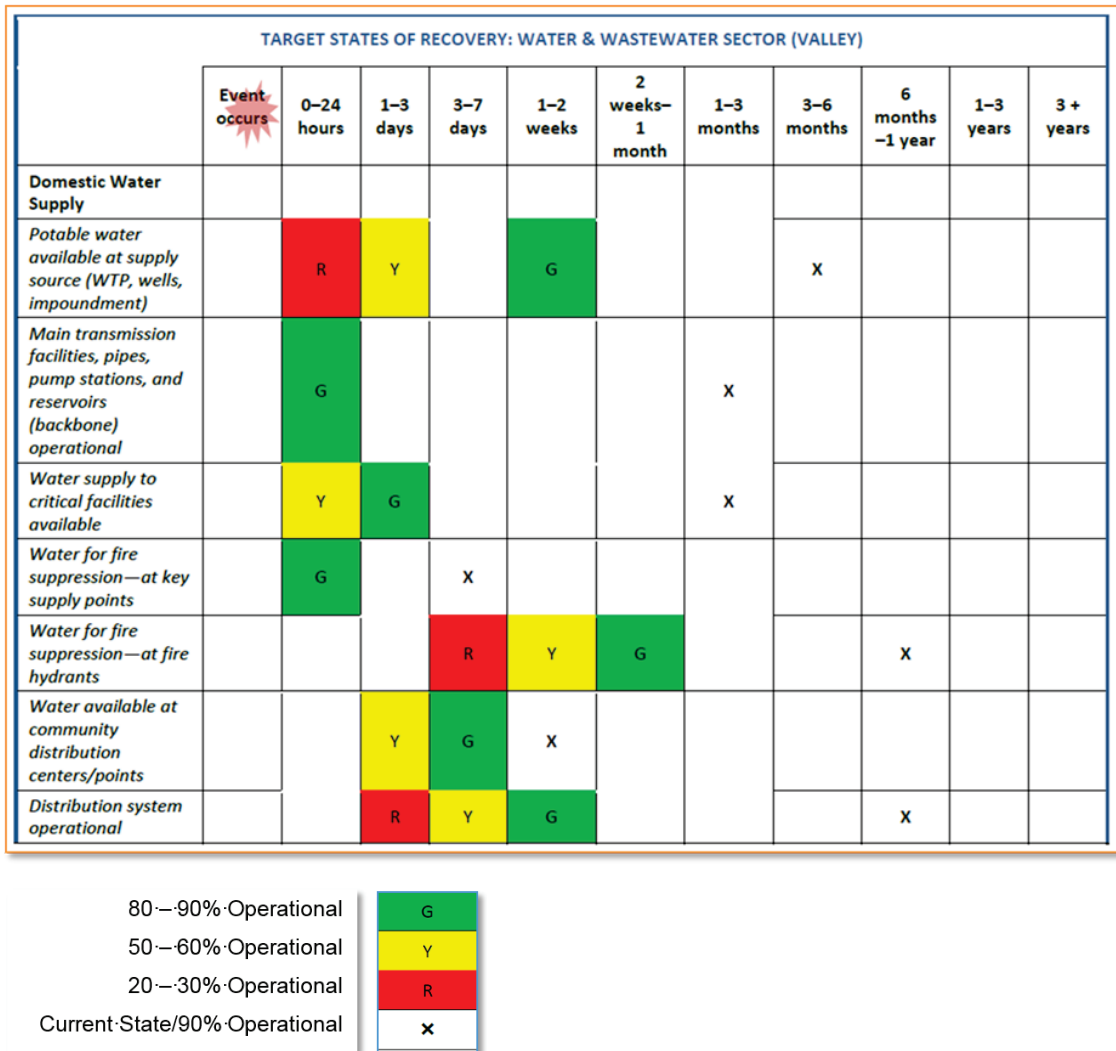 TARGET STATES OF RECOVERY: WATER & WASTEWATER SECTOR (VALLEY)
Event occurs 0–24 hours 1–3 days 3–7 days 1–2 weeks 2 weeks–1 month 1–3 months 3–6 months 6 months –1 year 1–3 years 3 + years
Domestic Water
Supply
Potable water
available at supply
source (WTP, wells,
impoundment)
R Y G X
Main transmission
facilities, pipes,
pump stations, and
reservoirs
(backbone)
operational
G X
Water supply to
critical facilities
available
Y G X
Water for fire
suppression—at key
supply points
G X
Water for fire
suppression—at fire
hydrants
R Y G X
Water available at
community
distribution
centers/points
Y G X
Distribution system
operational
R Y G X
80·–·90%·Operational G
50·–·60%·Operational Y
20·–·30%·Operational R
Current·State/90%·Operational X